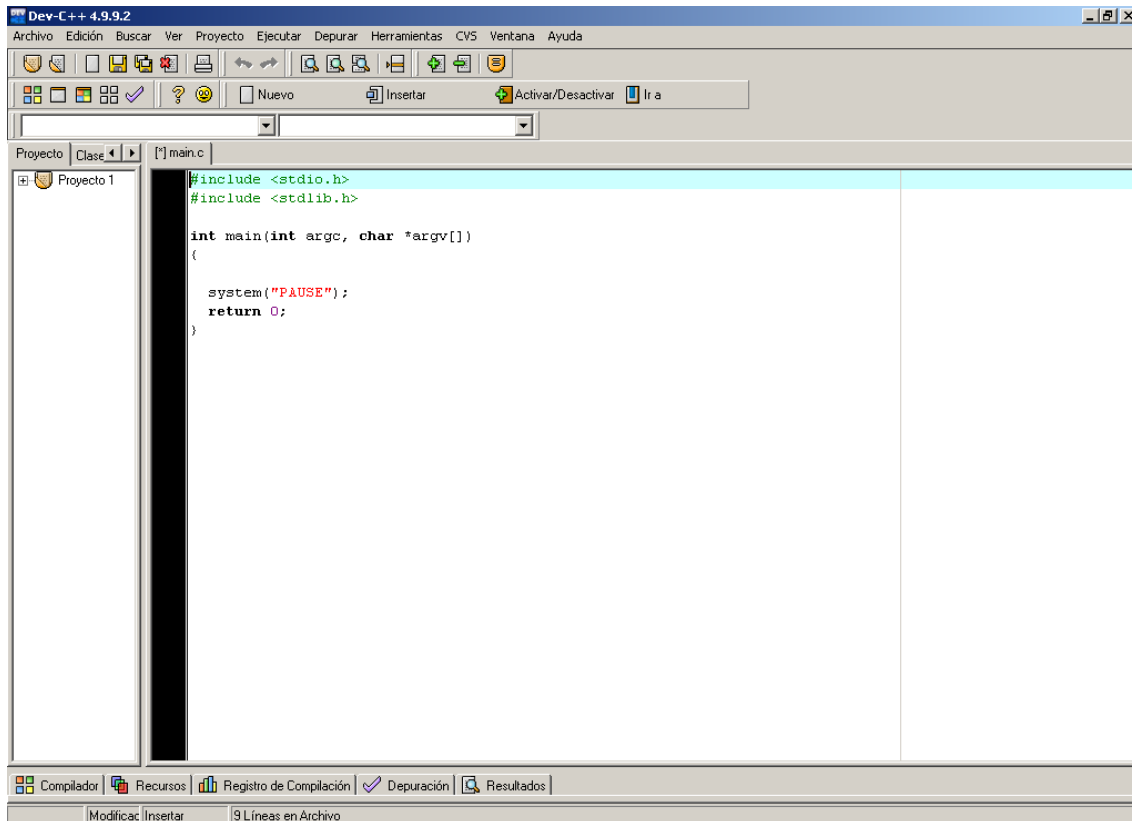 Dev-C++ 4.9.9.2
Archivo Edición Buscar Ver Proyecto Ejecutar Depurar Herramientas CVS Ventana Ayuda
Nuevo Insertar Activar/Desactivar Ir a
Proyecto Clase [*] main.c
Proyecto 1
#include <stdio.h>
#include <stdlib.h>
int main(int argc, char *argv[])
{
system("PAUSE");
return 0;
}
Compilador Recursos Registro de Compilación Depuración Resultados
Modificac Insertar 9 Líneas en Archivo